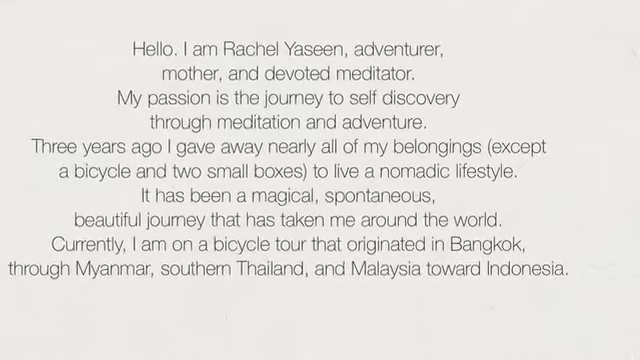 Hello. I am Rachel Yaseen, adventurer,
mother, and devoted meditator.
My passion is the journey to self discovery
through meditation and adventure.
Three years ago I gave away nearly all of my belongings (except
a bicycle and two small boxes) to live a nomadic lifestyle.
It has been a magical, spontaneous,
beautiful journey that has taken me around the world.
Currently, I am on a bicycle tour that originated in Bangkok,
through Myanmar, southern Thailand, and Malaysia toward Indonesia.